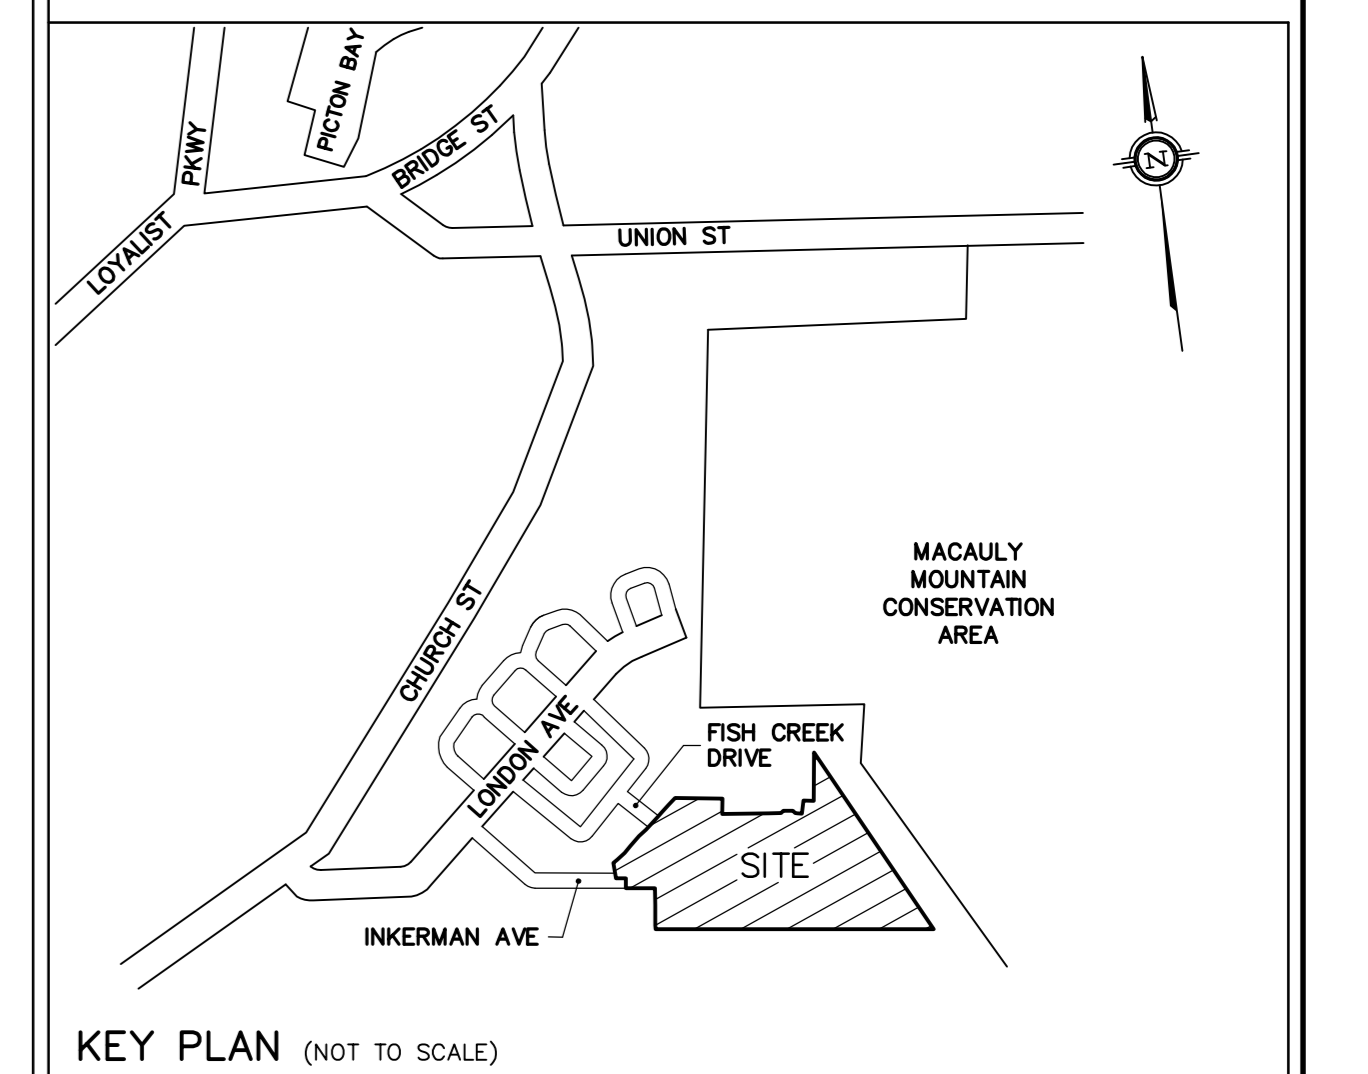 PICTON BAY
PKWY
BRIDGE ST
N
LOYALIST
UNION ST
MACAULY
MOUNTAIN
CONSERVATION
AREA
CHURCH ST
LONDON AVE
FISH CREEK
DRIVE
SITE
INKERMAN AVE
KEY PLAN (NOT TO SCALE)